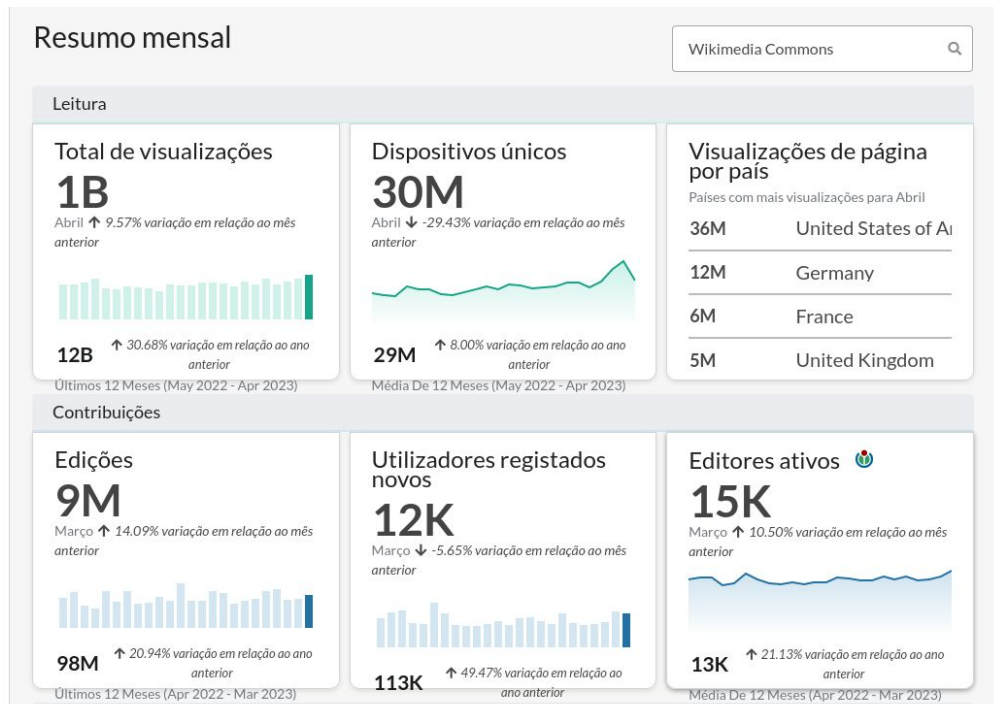 Resumo mensal
Wikimedia Commons
Leitura
Total de visualizações
1B
Abril ↑ 9.57% variação em relação ao mês
anterior
12B
↑ 30.68% variação em relação ao ano
anterior
Últimos 12 Meses (May 2022 - Apr 2023)
Dispositivos únicos
30M
Abril ↓ -29.43% variação em relação ao mês
anterior
29M
↑ 8.00% variação em relação ao ano
anterior
Média De 12 Meses (May 2022 - Apr 2023)
Visualizações de página
por país
Países com mais visualizações para Abril
36M United States of A
12M Germany
6M France
5M United Kingdom
Contribuições
Edições
9M
Março ↑ 14.09% variação em relação ao mês
anterior
98M
↑ 20.94% variação em relação ao ano
anterior
Últimos 12 Meses (Apr 2022 - Mar 2023)
Utilizadores registados
novos
12K
Março ↓ -5.65% variação em relação ao mês
anterior
113K
↑ 49.47% variação em relação ao
ano anterior
Editores ativos
15K
Março ↑ 10.50% variação em relação ao mês
anterior
13K
↑ 21.13% variação em relação ao ano
anterior
Média De 12 Meses (Apr 2022 - Mar 2023)